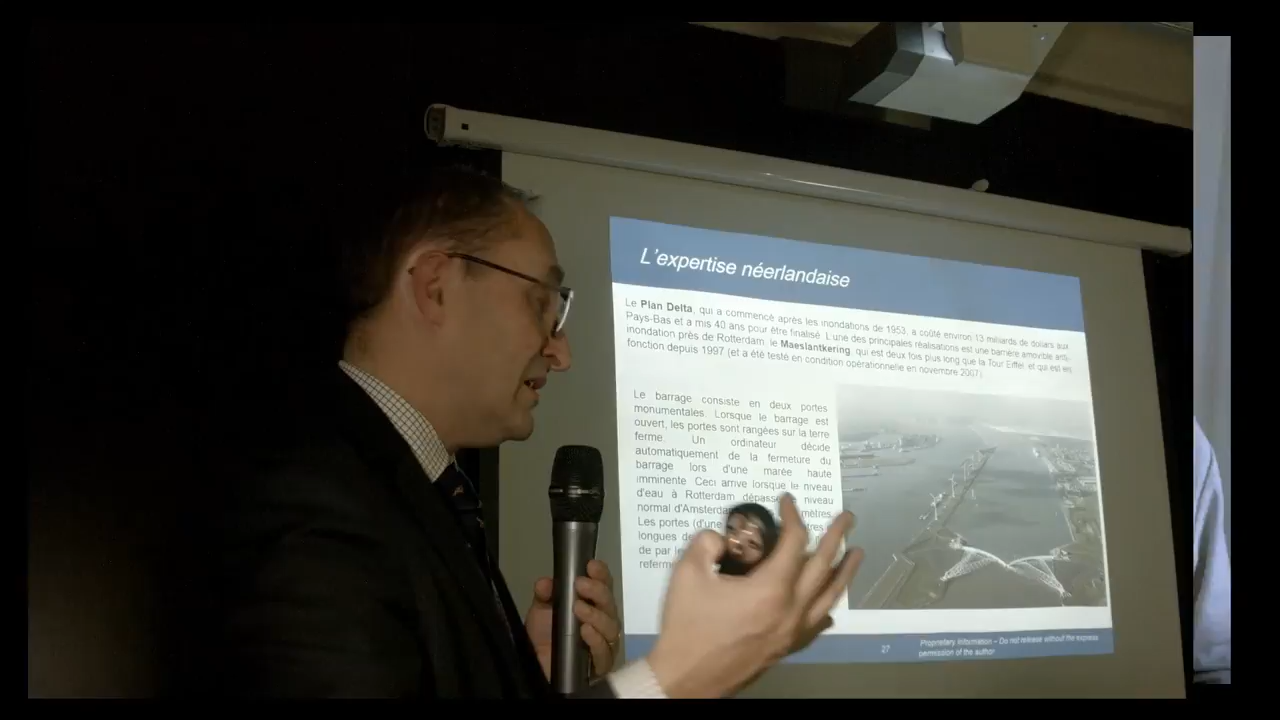 L'expertise néerlandaise
Le Plan Delta, qui a commencé après les inondations de 1953, a coûté environ 13 milliards de dollars aux
Pays-Bas et a mis 40 ans pour être finalisé. L'une des principales réalisations est une barrière amovible anti-
inondation près de Rotterdam, le Maeslantkering, qui est deux fois plus long que la Tour Eiffel, et qui est en
fonction depuis 1997 (et a été testé en condition opérationnelle en novembre 2007)
Le barrage consiste en deux portes
monumentales. Lorsque le barrage est
ouvert, les portes sont rangées sur la terre
ferme. Un ordinateur décide
automatiquement de la fermeture du
barrage lors d'une marée haute
imminente. Ceci arrive lorsque le niveau
d'eau à Rotterdam dépasse niveau
normal d'Amsterdam mètres.
Les portes (d'une
longues de
de par
27
Proprietary Information – Do not release without the express
permission of the author